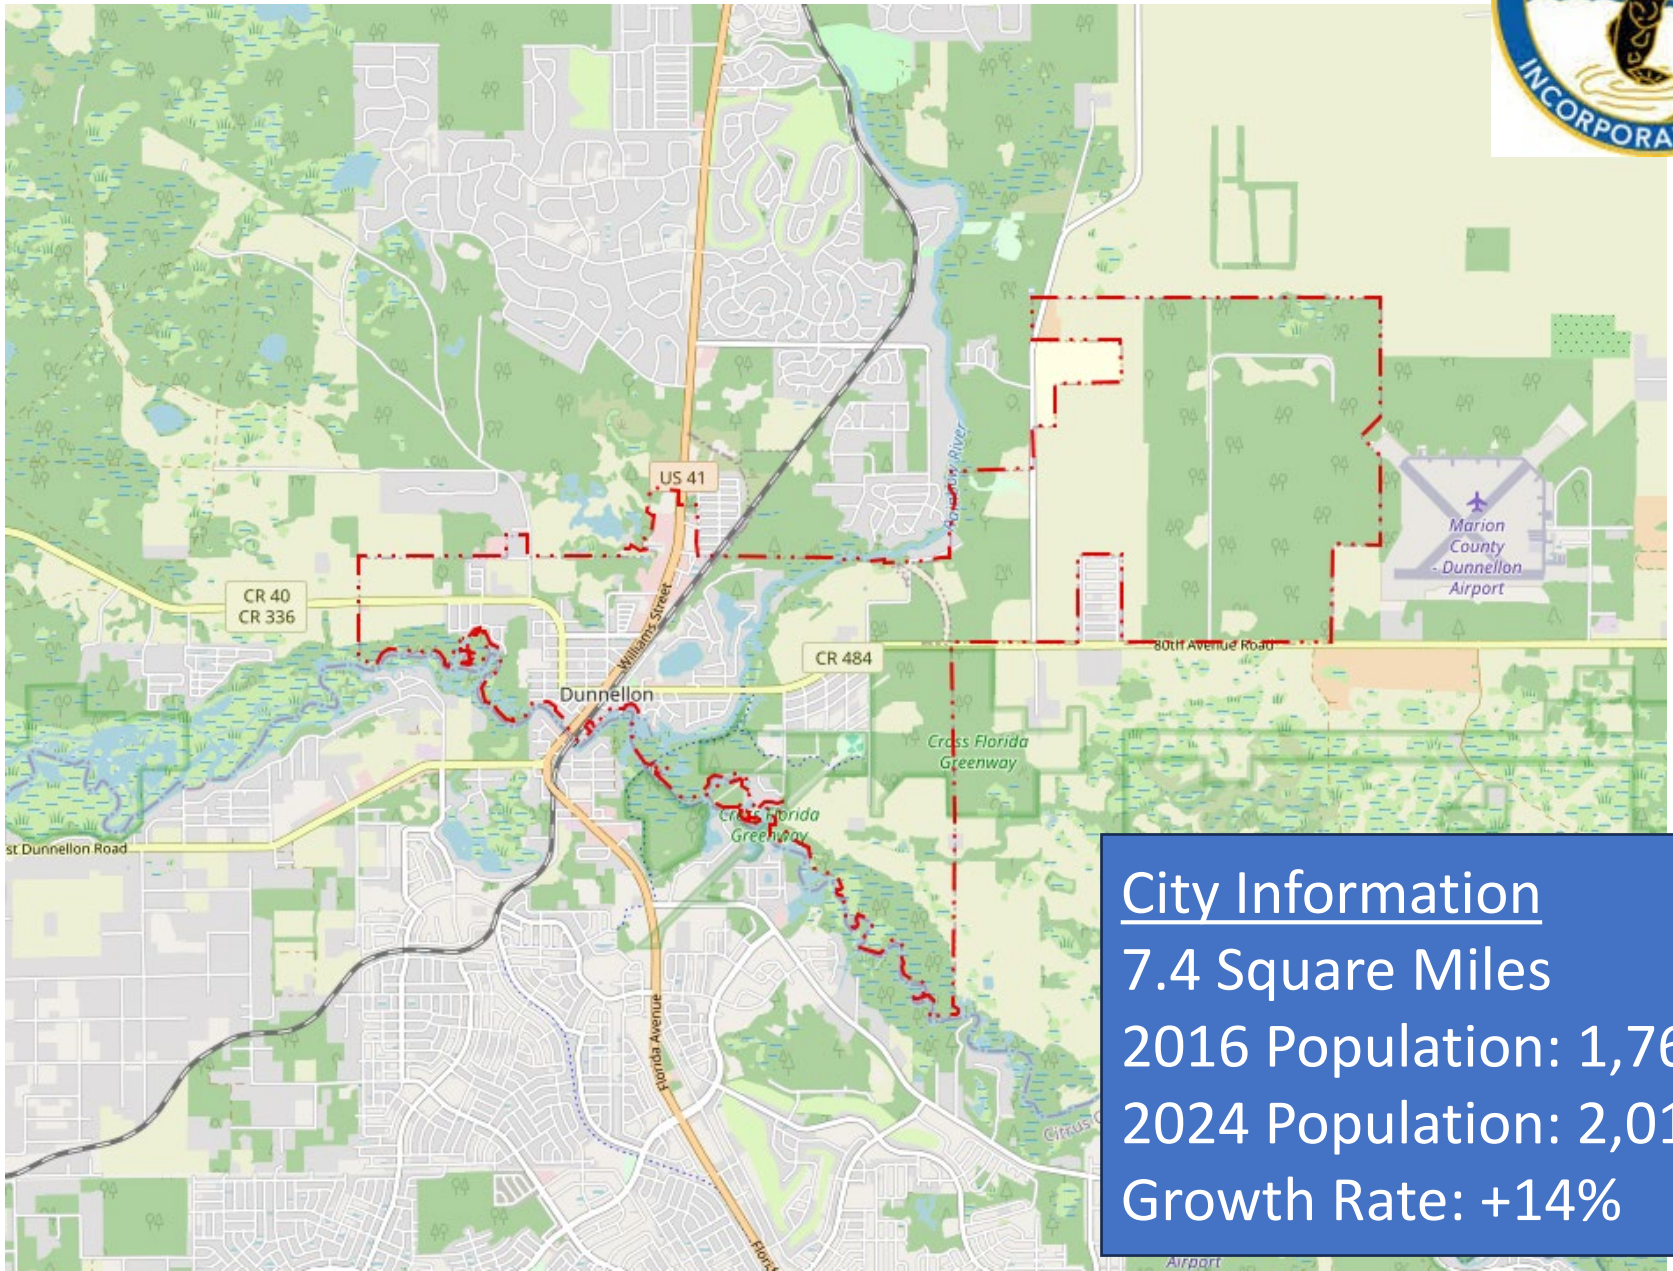 INCORPORA
US 41
Rainbow River
Marion
County
- Dunnellon
Airport
CR 40
CR 336
Williams Street
CR 484
80th Avenue Road
Dunnellon
Cross Florida
Greenway
Cross Florida
Greenway
st Dunnellon Road
Florida Avenue
Citrus C
Flori
Airport
City Information
7.4 Square Miles
2016 Population: 1,76
2024 Population: 2,01
Growth Rate: +14%